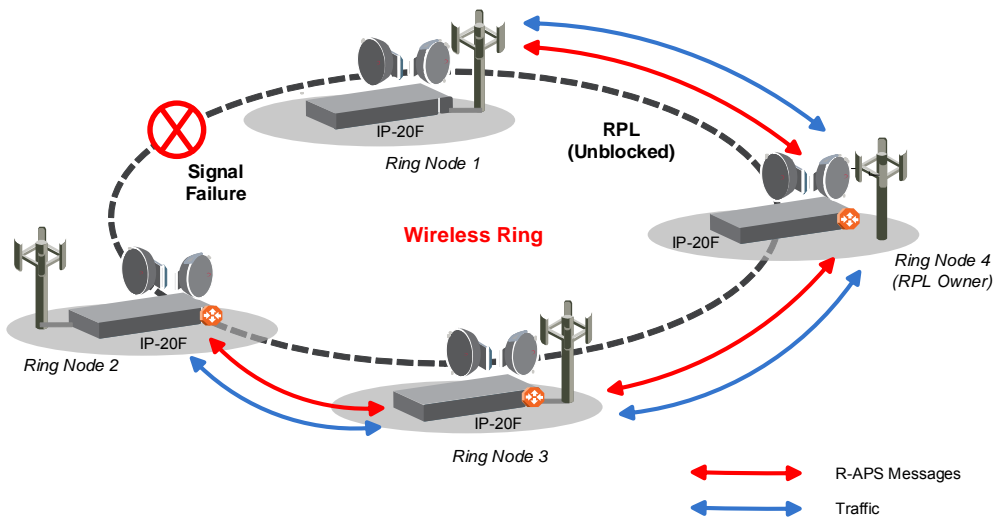 IP-20F
Ring Node 1
RPL
(Unblocked)
Signal
Failure
Wireless Ring
IP-20F
Ring Node 4
(RPL Owner)
IP-20F
Ring Node 2
IP-20F
Ring Node 3
R-APS Messages
Traffic